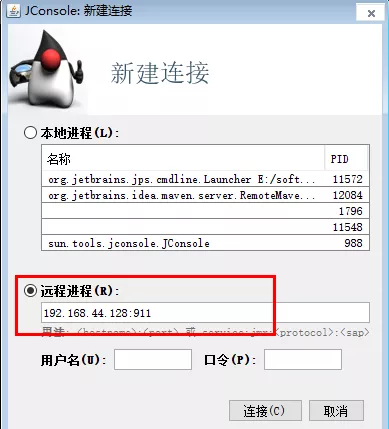 JConsole: 新建连接
新建连接
本地进程(L):
名称 PID
org.jetbrains.jps.cmdline.Launcher E:/soft... 11572
org.jetbrains.idea.maven.server.RemoteMave... 12084
1796
11548
sun.tools.jconsole.JConsole 988
远程进程(R):
192.168.44.128:911
用法: <hostname>:<port> 或 service:jmx:<protocol>:<sap>
用户名(U): 口令(P):
连接(C) 取消